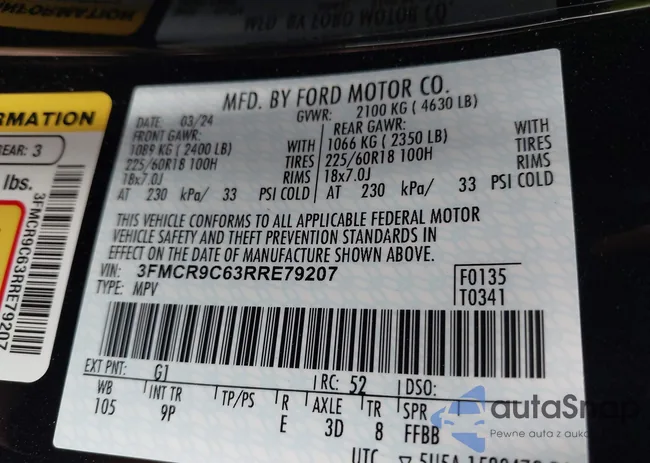 MFD. BY FORD MOTOR CO.
DATE: 03/24 GVWR: 2100 KG ( 4630 LB)
FRONT GAWR: REAR GAWR:
1089 KG ( 2400 LB) WITH 1066 KG ( 2350 LB) WITH
225/60R18 100H TIRES 225/60R18 100H TIRES
18x7.0J RIMS 18x7.0J RIMS
AT 230 kPa/ 33 PSI COLD AT 230 kPa/ 33 PSI COLD
THIS VEHICLE CONFORMS TO ALL APPLICABLE FEDERAL MOTOR
VEHICLE SAFETY AND THEFT PREVENTION STANDARDS IN
EFFECT ON THE DATE OF MANUFACTURE SHOWN ABOVE.
VIN: 3FMCR9C63RRE79207
TYPE: MPV
F0135
T0341
EXT PNT: G1 RC: 52 DSO:
WB INT TR TP/PS R AXLE TR SPR
105 9P E 3D 8 FFBB
UTC
RMATION
EAR: 3
lbs.
3FMCR9C63RRE79207
autaSnap
Pewne auta z